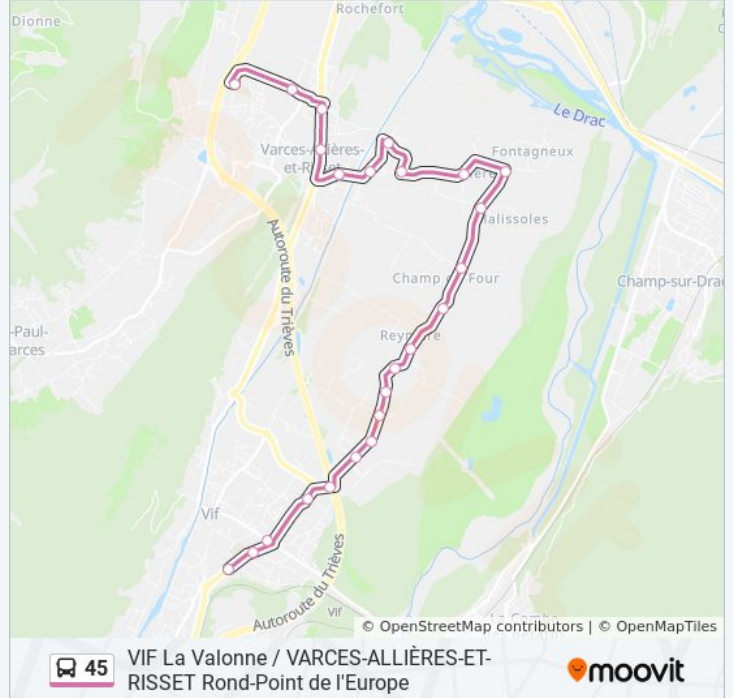 Dionne
Rochefort
Le Drac
Varces-Allières-
et-Risset
Fontagneux
Malissoles
Autoroute du Trièves
Champ de Four
Champ-sur-Drac
-Paul-
arces
Vif
Autoroute du Trièves
Vif
© OpenStreetMap contributors | © OpenMapTiles
45
VIF La Valonne / VARCES-ALLIÈRES-ET-
RISSET Rond-Point de l'Europe
moovit